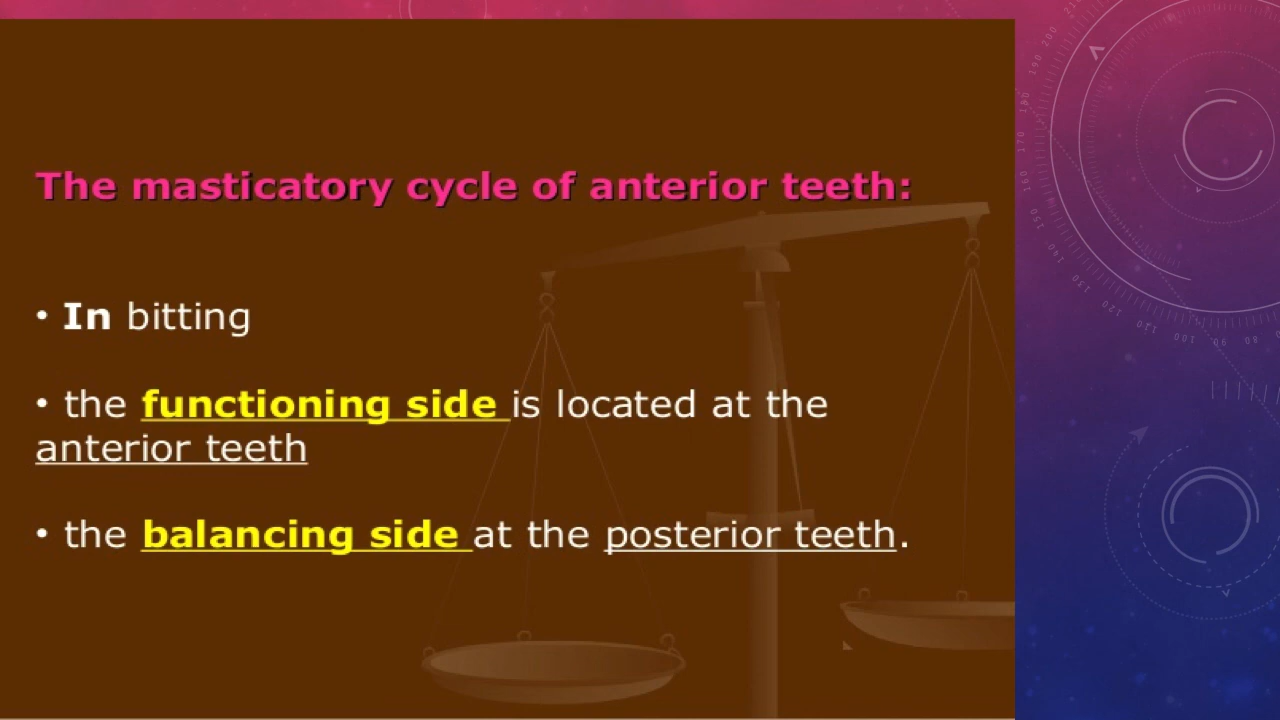 The masticatory cycle of anterior teeth:
• In bitting
• the functioning side is located at the
anterior teeth
• the balancing side at the posterior teeth.